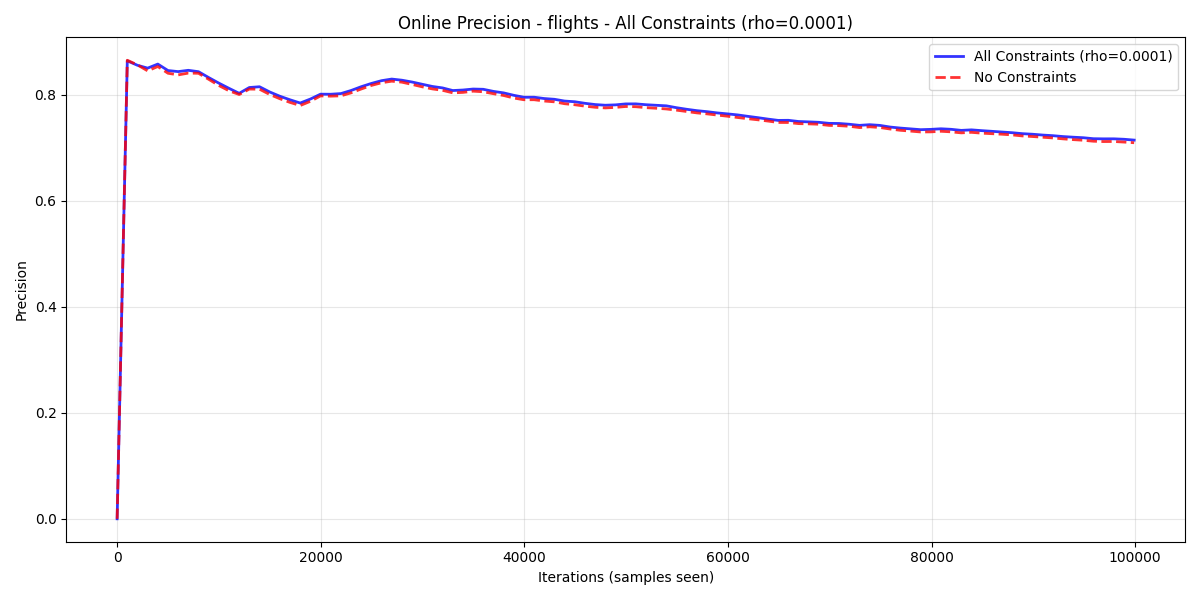 Online Precision - flights - All Constraints (rho=0.0001)
All Constraints (rho=0.0001)
No Constraints
Precision
0.8
0.6
0.4
0.2
0.0
0 20000 40000 60000 80000 100000
Iterations (samples seen)